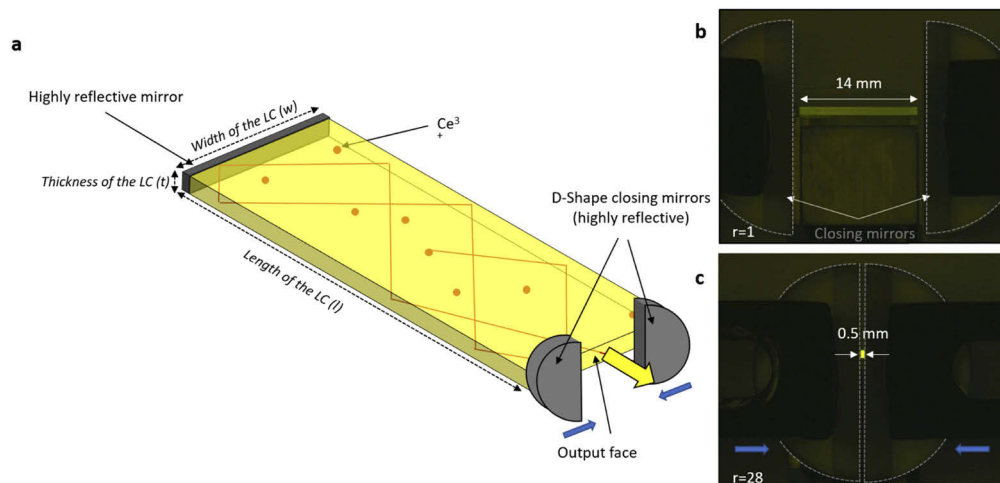 a
Highly reflective mirror
Width of the LC (w)
Thickness of the LC (t)
Length of the LC (l)
Ce3
+
D-Shape closing mirrors
(highly reflective)
Output face
b
14 mm
r=1
Closing mirrors
c
0.5 mm
r=28